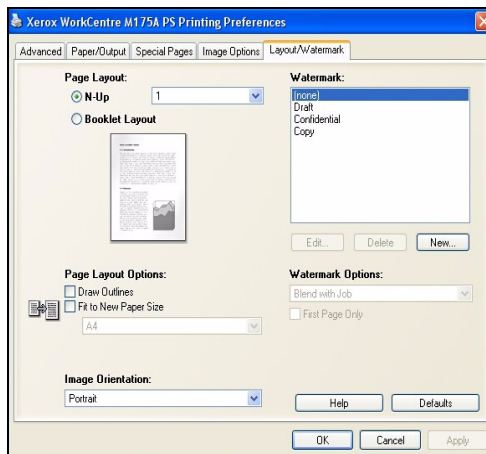 Xerox WorkCentre M175A PS Printing Preferences
Advanced Paper/Output Special Pages Image Options Layout/Watermark
Page Layout:
N-Up 1
Booklet Layout
Watermark:
(none)
Draft
Confidential
Copy
Edit... Delete New...
Page Layout Options:
Draw Outlines
Fit to New Paper Size
A4
Watermark Options:
Blend with Job
First Page Only
Image Orientation:
Portrait
Help Defaults
OK Cancel Apply